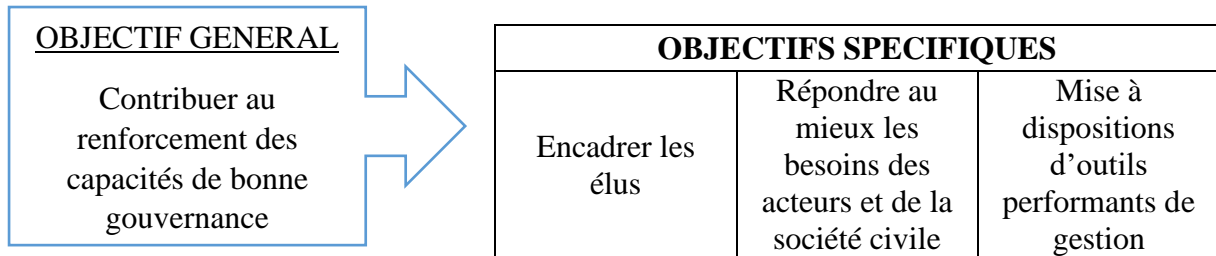 OBJECTIF GENERAL
Contribuer au
renforcement des
capacités de bonne
gouvernance
OBJECTIFS SPECIFIQUES
Encadrer les
élus
Répondre au
mieux les
besoins des
acteurs et de la
société civile
Mise à
dispositions
d’outils
performants de
gestion